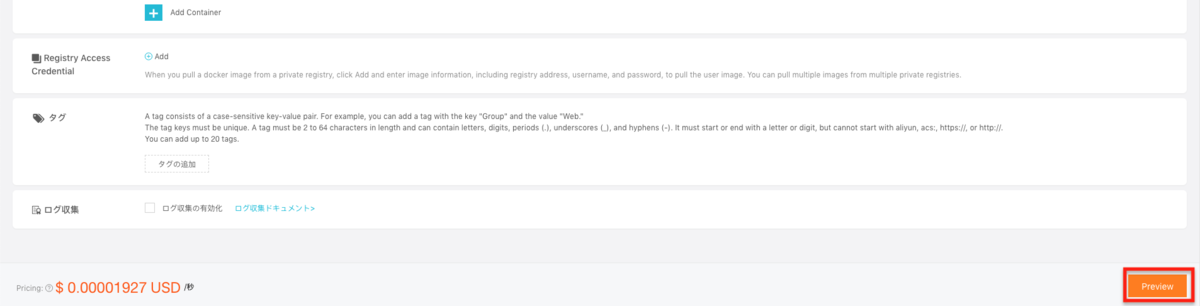 Add Container
Registry Access
Credential
Add
When you pull a docker image from a private registry, click Add and enter image information, including registry address, username, and password, to pull the user image. You can pull multiple images from multiple private registries.
タグ
A tag consists of a case-sensitive key-value pair. For example, you can add a tag with the key "Group" and the value "Web."
The tag keys must be unique. A tag must be 2 to 64 characters in length and can contain letters, digits, periods (.), underscores (_), and hyphens (-). It must start or end with a letter or digit, but cannot start with aliyun, acs:, https://, or http://.
You can add up to 20 tags.
タグの追加
ログ収集
ログ収集の有効化 ログ収集ドキュメント>
Pricing: $ 0.00001927 USD /秒
Preview